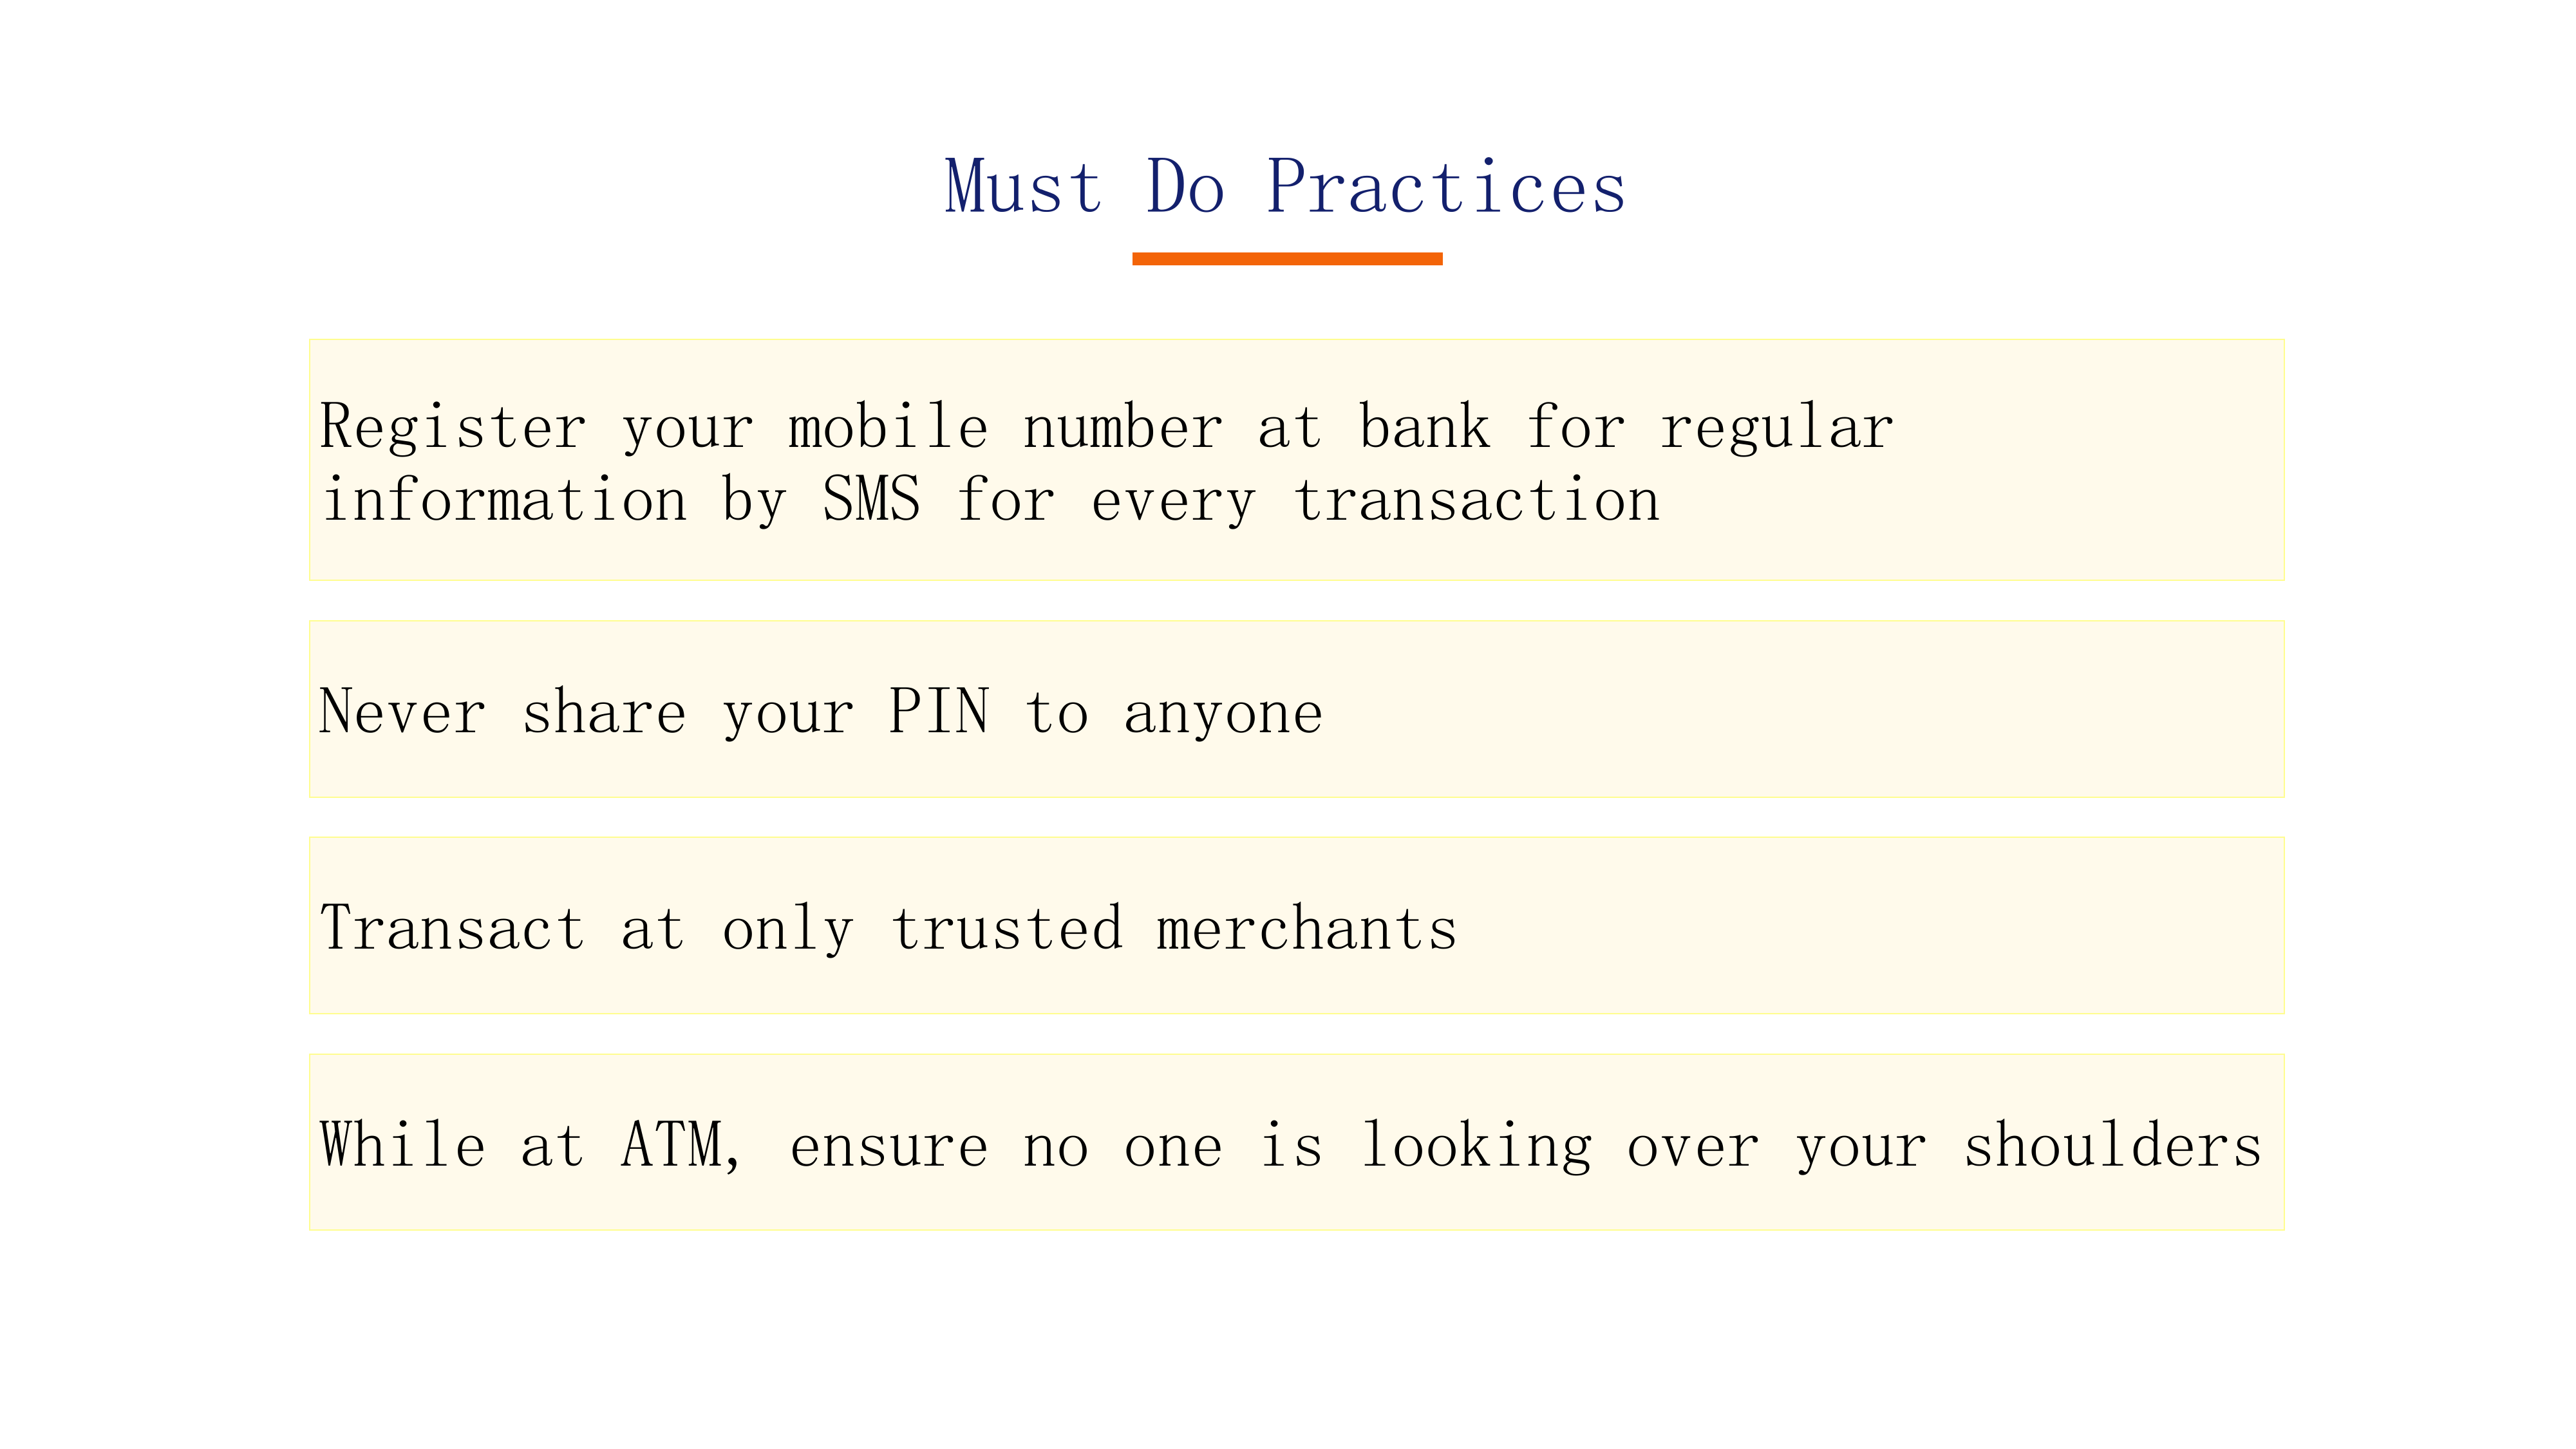 Must Do Practices
Register your mobile number at bank for regular
information by SMS for every transaction
Never share your PIN to anyone
Transact at only trusted merchants
While at ATM, ensure no one is looking over your shoulders